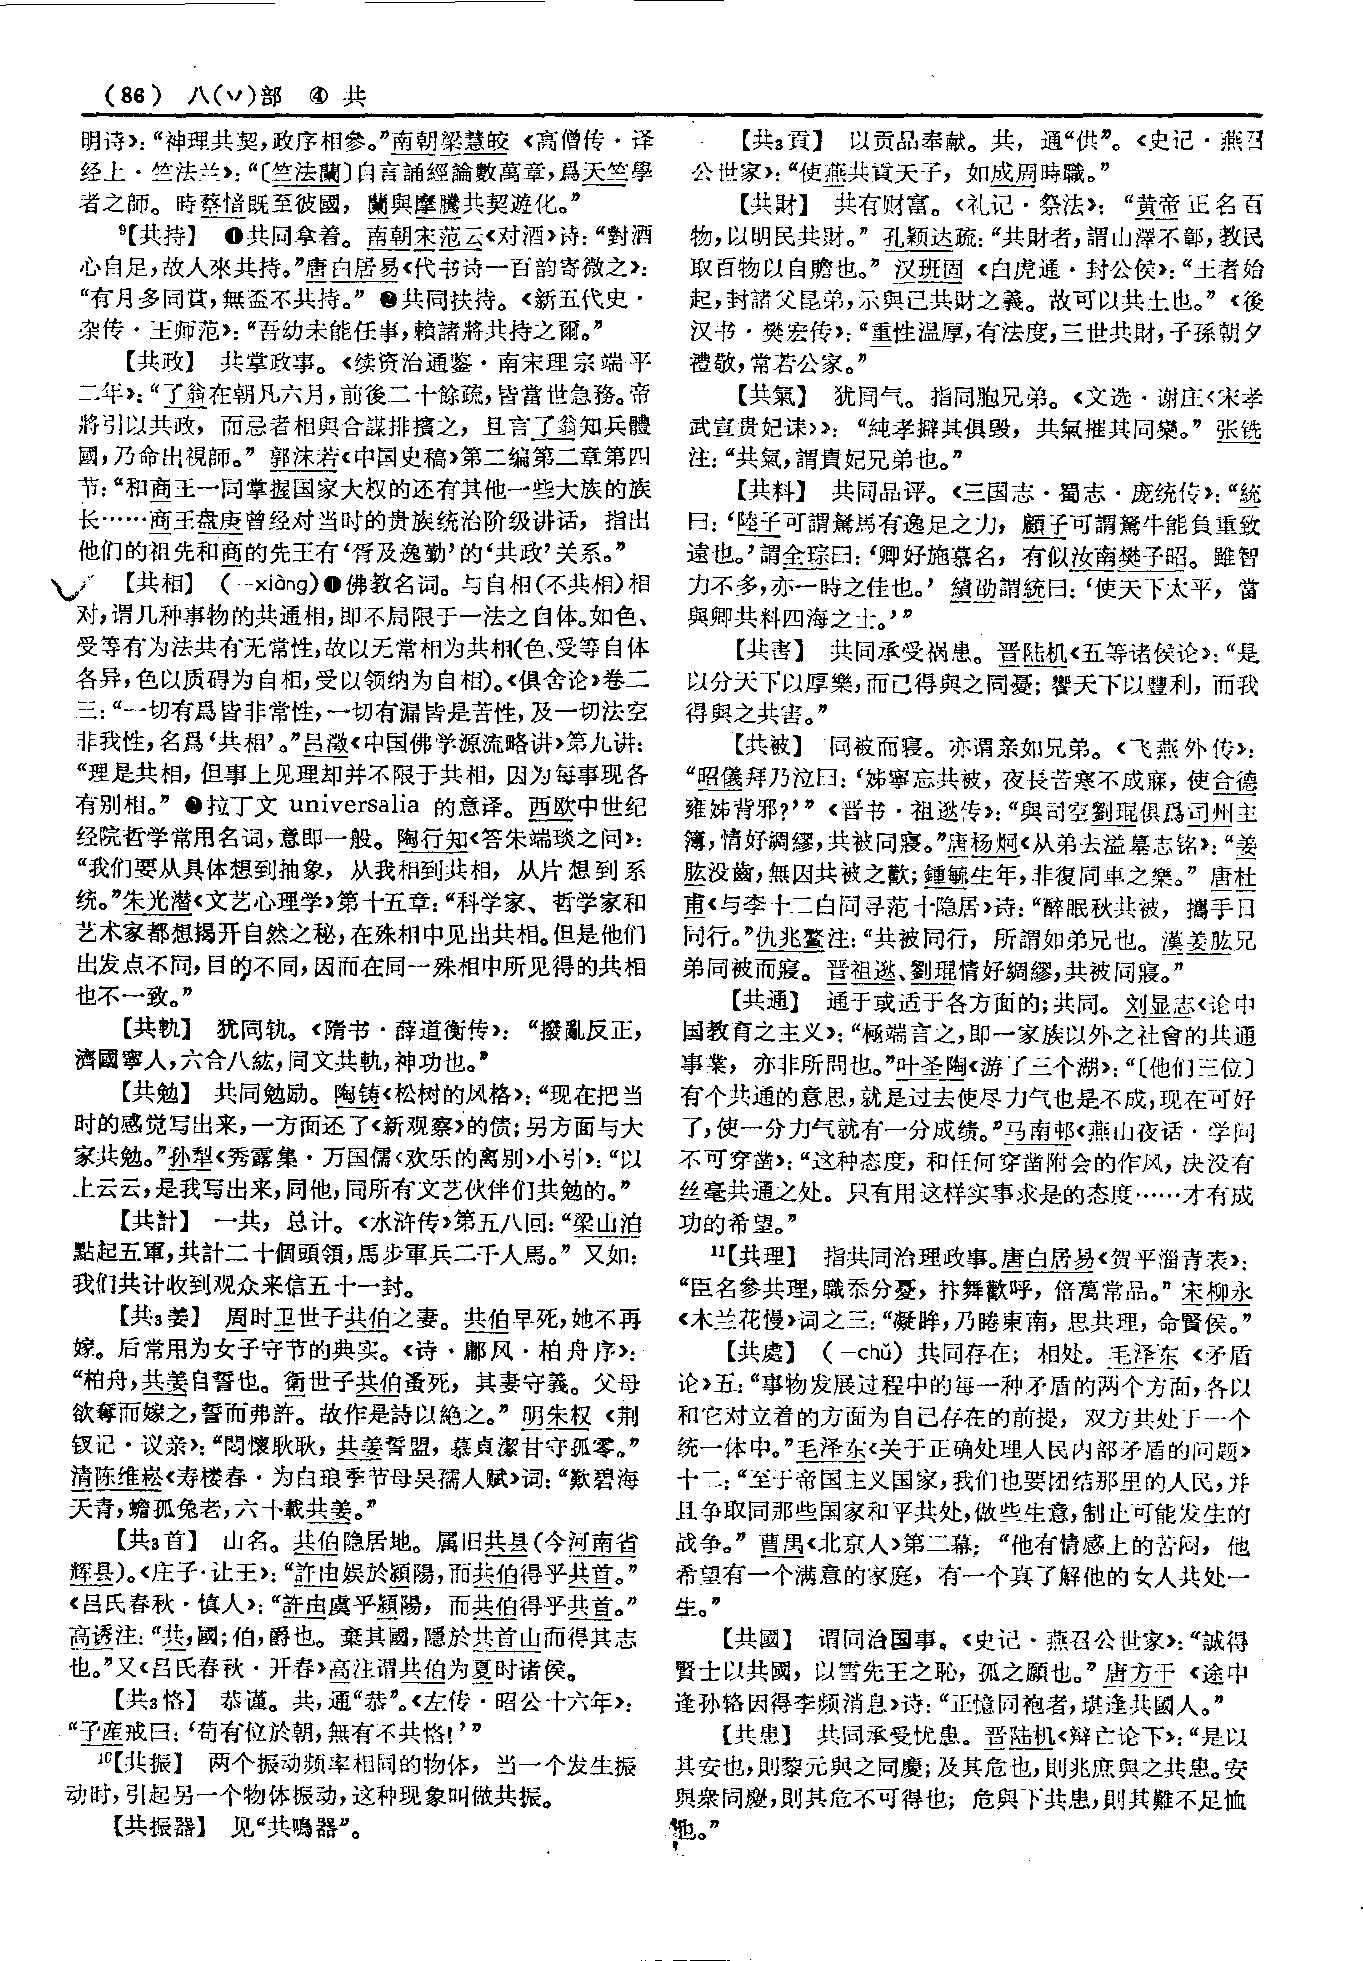 (86) 八(丷)部 ④ 共
明诗》：“神理共契，政序相參。”南朝梁慧皎《高僧传·译
经上·竺法兰》：“〔竺法蘭〕自言誦經論數萬章，爲天竺學
者之師。時蔡愔既至彼國，蘭與摩騰共契遊化。”
9【共持】 ❶共同拿着。南朝宋范云《对酒》诗：“對酒
心自足，故人來共持。”唐白居易《代书诗一百韵寄微之》：
“有月多同賞，無盃不共持。” ❷共同扶持。《新五代史·
杂传·王师范》：“吾幼未能任事，賴諸將共持之爾。”
【共政】 共掌政事。《续资治通鉴·南宋理宗端平
二年》：“了翁在朝凡六月，前後二十餘疏，皆當世急務。帝
將引以共政，而忌者相與合謀排擯之，且言了翁知兵體
國，乃命出視師。” 郭沫若《中国史稿》第二编第二章第四
节：“和商王一同掌握国家大权的还有其他一些大族的族
长……商王盘庚曾经对当时的贵族统治阶级讲话，指出
他们的祖先和商的先王有‘胥及逸勤’的‘共政’关系。”
【共相】 (—xiàng)❶佛教名词。与自相(不共相)相
对，谓几种事物的共通相，即不局限于一法之自体。如色、
受等有为法共有无常性，故以无常相为共相(色、受等自体
各异，色以质碍为自相，受以领纳为自相)。《俱舍论》卷二
三：“一切有爲皆非常性，一切有漏皆是苦性，及一切法空
非我性，名爲‘共相’。”吕澂《中国佛学源流略讲》第九讲：
“理是共相，但事上见理却并不限于共相，因为每事现各
有别相。” ❷拉丁文 universalia 的意译。西欧中世纪
经院哲学常用名词，意即一般。陶行知《答朱端琰之问》：
“我们要从具体想到抽象，从我相到共相，从片想到系
统。”朱光潜《文艺心理学》第十五章：“科学家、哲学家和
艺术家都想揭开自然之秘，在殊相中见出共相。但是他们
出发点不同，目的不同，因而在同一殊相中所见得的共相
也不一致。”
【共軌】 犹同轨。《隋书·薛道衡传》：“撥亂反正，
濟國寧人，六合八紘，同文共軌，神功也。”
【共勉】 共同勉励。陶铸《松树的风格》：“现在把当
时的感觉写出来，一方面还了《新观察》的债；另方面与大
家共勉。”孙犁《秀露集·万国儒〈欢乐的离别〉小引》：“以
上云云，是我写出来，同他，同所有文艺伙伴们共勉的。”
【共計】 一共，总计。《水浒传》第五八回：“梁山泊
點起五軍，共計二十個頭領，馬步軍兵二千人馬。” 又如：
我们共计收到观众来信五十一封。
【共3姜】 周时卫世子共伯之妻。共伯早死，她不再
嫁。后常用为女子守节的典实。《诗·鄘风·柏舟序》：
“柏舟，共姜自誓也。衛世子共伯蚤死，其妻守義。父母
欲奪而嫁之，誓而弗許。故作是詩以絶之。” 明朱权《荆
钗记·议亲》：“悶懷耿耿，共姜誓盟，慕貞潔甘守孤零。”
清陈维崧《寿楼春·为白琅季节母吴孺人赋》词：“歎碧海
天青，蟾孤兔老，六十載共姜。”
【共3首】 山名。共伯隐居地。属旧共县(今河南省
辉县)。《庄子·让王》：“許由娱於潁陽，而共伯得乎共首。”
《吕氏春秋·慎人》：“許由虞乎潁陽，而共伯得乎共首。”
高诱注：“共，國；伯，爵也。棄其國，隱於共首山而得其志
也。”又《吕氏春秋·开春》高注谓共伯为夏时诸侯。
【共3恪】 恭谨。共，通“恭”。《左传·昭公十六年》：
“子産戒曰：‘苟有位於朝，無有不共恪！’”
10【共振】 两个振动频率相同的物体，当一个发生振
动时，引起另一个物体振动，这种现象叫做共振。
【共振器】 见“共鳴器”。
【共3貢】 以贡品奉献。共，通“供”。《史记·燕召
公世家》：“使燕共貢天子，如成周時職。”
【共財】 共有财富。《礼记·祭法》：“黄帝正名百
物，以明民共財。” 孔颖达疏：“共財者，謂山澤不鄣，教民
取百物以自贍也。” 汉班固《白虎通·封公侯》：“王者始
起，封諸父昆弟，示與己共財之義。故可以共土也。”《後
汉书·樊宏传》：“重性温厚，有法度，三世共財，子孫朝夕
禮敬，常若公家。”
【共氣】 犹同气。指同胞兄弟。《文选·谢庄〈宋孝
武宣贵妃诔〉》：“純孝擗其俱毁，共氣摧其同欒。” 张铣
注：“共氣，謂貴妃兄弟也。”
【共料】 共同品评。《三国志·蜀志·庞统传》：“統
曰：‘陸子可謂駑馬有逸足之力，顧子可謂駑牛能負重致
遠也。’謂全琮曰：‘卿好施慕名，有似汝南樊子昭。雖智
力不多，亦一時之佳也。’績、劭謂統曰：‘使天下太平，當
與卿共料四海之士。’”
【共害】 共同承受祸患。晋陆机《五等诸侯论》：“是
以分天下以厚樂，而己得與之同憂；饗天下以豐利，而我
得與之共害。”
【共被】 同被而寝。亦谓亲如兄弟。《飞燕外传》：
“昭儀拜乃泣曰：‘姊寧忘共被，夜長苦寒不成寐，使合德
雍姊背邪？’”《晋书·祖逖传》：“與司空劉琨俱爲司州主
簿，情好綢繆，共被同寢。”唐杨炯《从弟去溢墓志铭》：“姜
肱没齒，無因共被之歡；鍾毓生年，非復同車之樂。” 唐杜
甫《与李十二白同寻范十隐居》诗：“醉眠秋共被，攜手日
同行。”仇兆鳌注：“共被同行，所謂如弟兄也。漢姜肱兄
弟同被而寢。晋祖逖、劉琨情好綢繆，共被同寢。”
【共通】 通于或适于各方面的；共同。刘显志《论中
国教育之主义》：“極端言之，即一家族以外之社會的共通
事業，亦非所問也。”叶圣陶《游了三个湖》：“〔他们三位〕
有个共通的意思，就是过去使尽力气也是不成，现在可好
了，使一分力气就有一分成绩。”马南邨《燕山夜话·学问
不可穿凿》：“这种态度，和任何穿凿附会的作风，决没有
丝毫共通之处。只有用这样实事求是的态度……才有成
功的希望。”
11【共理】 指共同治理政事。唐白居易《贺平淄青表》：
“臣名參共理，職忝分憂，抃舞歡呼，倍萬常品。” 宋柳永
《木兰花慢》词之三：“凝眸，乃睠東南，思共理，命賢侯。”
【共處】 (—chǔ) 共同存在；相处。毛泽东《矛盾
论》五：“事物发展过程中的每一种矛盾的两个方面，各以
和它对立着的方面为自己存在的前提，双方共处于一个
统一体中。”毛泽东《关于正确处理人民内部矛盾的问题》
十二：“至于帝国主义国家，我们也要团结那里的人民，并
且争取同那些国家和平共处，做些生意，制止可能发生的
战争。” 曹禺《北京人》第二幕：“他有情感上的苦闷，他
希望有一个满意的家庭，有一个真了解他的女人共处一
生。”
【共國】 谓同治国事。《史记·燕召公世家》：“誠得
賢士以共國，以雪先王之恥，孤之願也。” 唐方干《途中
逢孙辂因得李频消息》诗：“正憶同袍者，堪逢共國人。”
【共患】 共同承受忧患。晋陆机《辩亡论下》：“是以
其安也，則黎元與之同慶；及其危也，則兆庶與之共患。安
與衆同慶，則其危不可得也；危與下共患，則其難不足恤
也。”